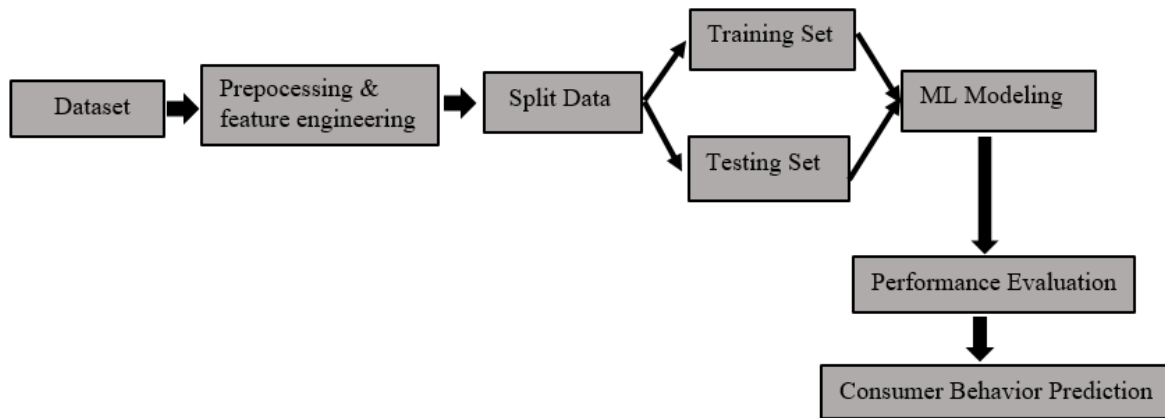 Dataset
Prepocessing &
feature engineering
Split Data
Training Set
Testing Set
ML Modeling
Performance Evaluation
Consumer Behavior Prediction